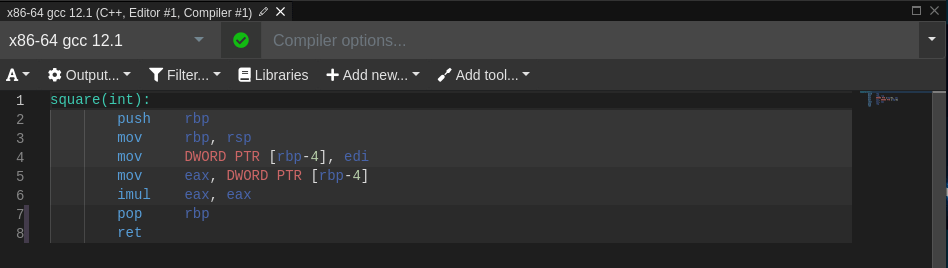 x86-64 gcc 12.1 (C++, Editor #1, Compiler #1)
x86-64 gcc 12.1 Compiler options...
A Output... Filter... Libraries Add new... Add tool...
1 square(int):
2 push rbp
3 mov rbp, rsp
4 mov DWORD PTR [rbp-4], edi
5 mov eax, DWORD PTR [rbp-4]
6 imul eax, eax
7 pop rbp
8 ret